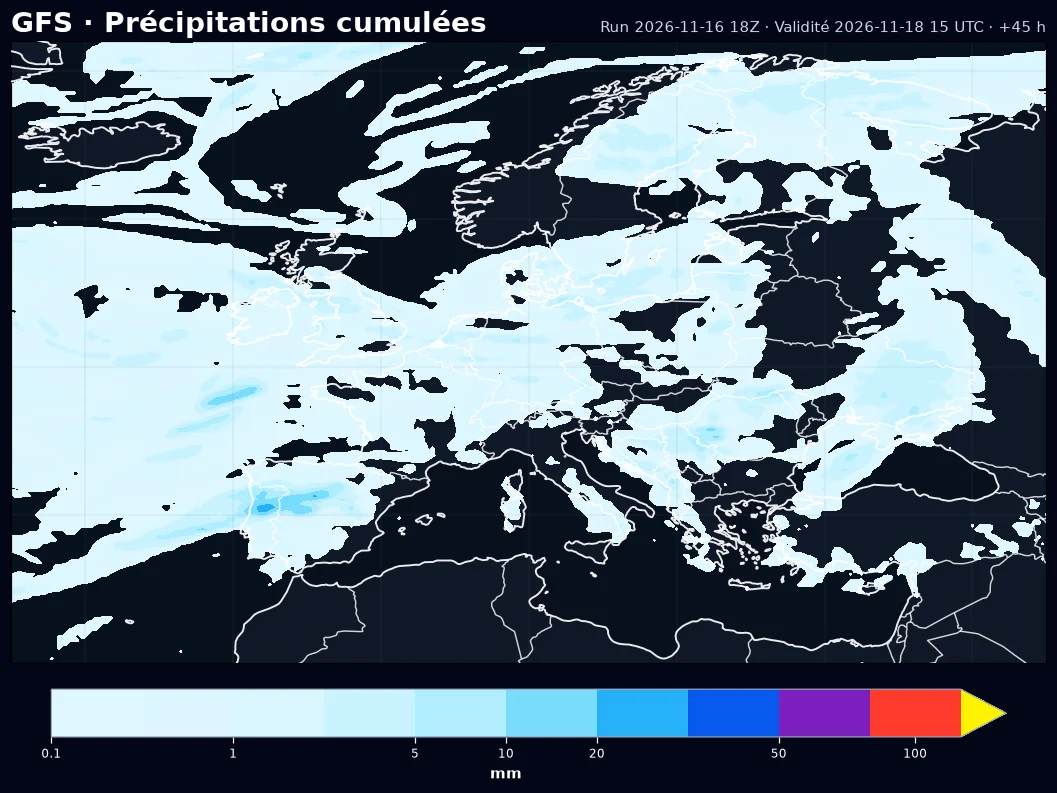 GFS · Précipitations cumulées
Run 2026-11-16 18Z · Validité 2026-11-18 15 UTC · +45 h
0.1 1 5 10 20 50 100
mm